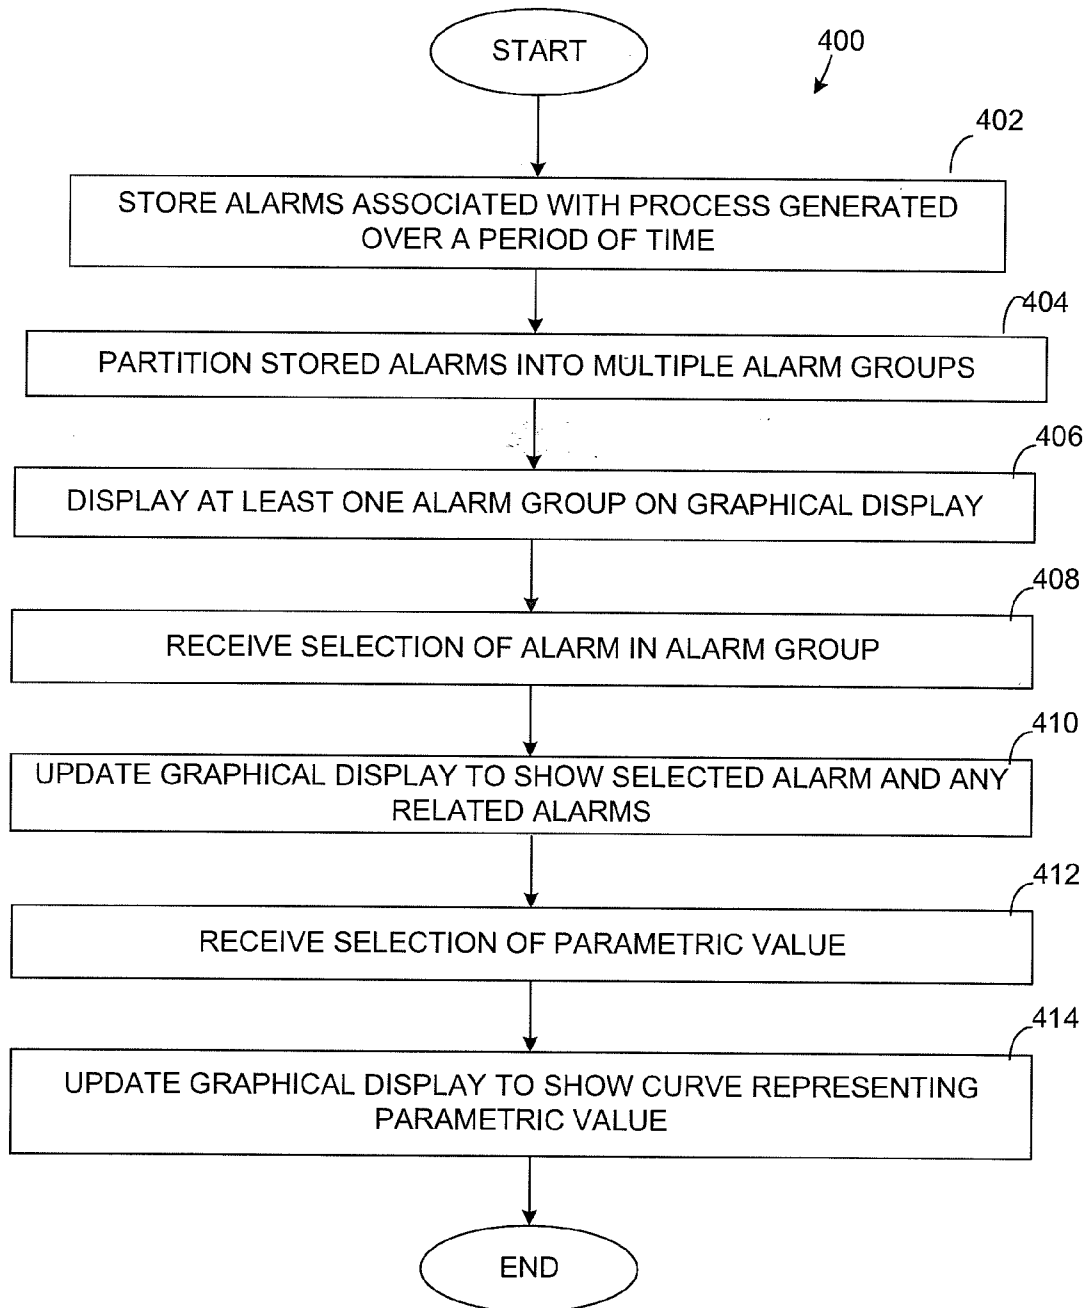 START
400
402
STORE ALARMS ASSOCIATED WITH PROCESS GENERATED
OVER A PERIOD OF TIME
404
PARTITION STORED ALARMS INTO MULTIPLE ALARM GROUPS
406
DISPLAY AT LEAST ONE ALARM GROUP ON GRAPHICAL DISPLAY
408
RECEIVE SELECTION OF ALARM IN ALARM GROUP
410
UPDATE GRAPHICAL DISPLAY TO SHOW SELECTED ALARM AND ANY
RELATED ALARMS
412
RECEIVE SELECTION OF PARAMETRIC VALUE
414
UPDATE GRAPHICAL DISPLAY TO SHOW CURVE REPRESENTING
PARAMETRIC VALUE
END